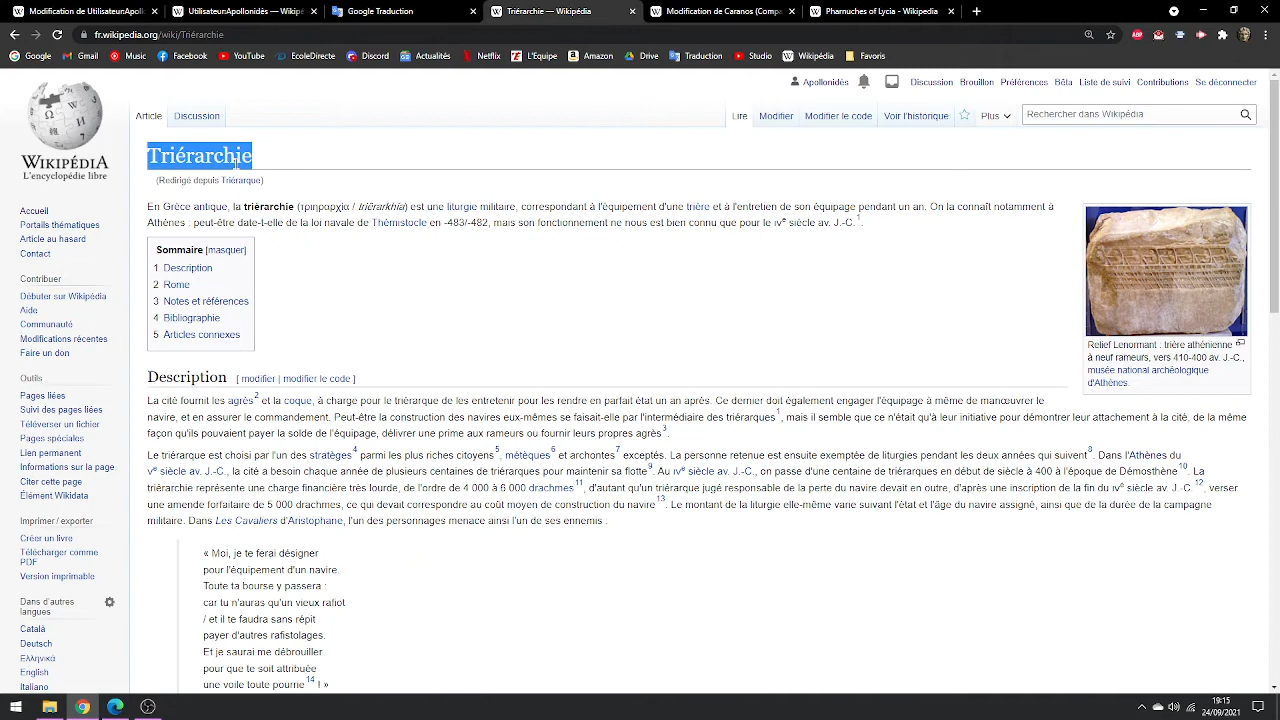 Modification de UtilisateurApoll
UtilisateurApollonidès — Wikipé
Google Traduction
Triérarchie — Wikipédia
Modification de Caranos (Comp
Pharnuches of Lycia - Wikipedia
fr.wikipedia.org/wiki/Triérarchie
Google
Gmail
Music
Facebook
YouTube
EcoleDirecte
Discord
Actualités
Netflix
L'Equipe
Amazon
Drive
Traduction
Studio
Wikipédia
Favoris
Apollonidès
Discussion
Brouillon
Préférences
Bêta
Liste de suivi
Contributions
Se déconnecter
Article
Discussion
Lire
Modifier
Modifier le code
Voir l'historique
Plus
Rechercher dans Wikipédia
WIKIPÉDIA
L'encyclopédie libre
Accueil
Portails thématiques
Article au hasard
Contact
Contribuer
Débuter sur Wikipédia
Aide
Communauté
Modifications récentes
Faire un don
Outils
Pages liées
Suivi des pages liées
Téléverser un fichier
Pages spéciales
Lien permanent
Informations sur la page
Citer cette page
Élément Wikidata
Imprimer / exporter
Créer un livre
Télécharger comme
PDF
Version imprimable
Dans d'autres
langues
Català
Deutsch
Ελληνικά
English
Italiano
Triérarchie
(Redirigé depuis Triérarque)
En Grèce antique, la triérarchie (τριηραρχία / triērarkhía) est une liturgie militaire, correspondant à l'équipement d'une trière et à l'entretien de son équipage pendant un an. On la connaît notamment à
Athènes : peut-être date-t-elle de la loi navale de Thémistocle en -483/-482, mais son fonctionnement ne nous est bien connu que pour le IVe siècle av. J.-C.1.
Sommaire [masquer]
1 Description
2 Rome
3 Notes et références
4 Bibliographie
5 Articles connexes
Relief Lenormant : trière athénienne
à neuf rameurs, vers 410-400 av. J-C.,
musée national archéologique
d'Athènes.
Description [ modifier | modifier le code ]
La cité fournit les agrès2 et la coque, à charge pour le triérarque de les entretenir pour les rendre en parfait état un an après. Ce dernier doit également engager l'équipage à même de manœuvrer le
navire, et en assurer le commandement. Peut-être la construction des navires eux-mêmes se faisait-elle par l'intermédiaire des triérarques1, mais il semble que ce n'était qu'à leur initiative pour démontrer leur attachement à la cité, de la même
façon qu'ils pouvaient payer la solde de l'équipage, délivrer une prime aux rameurs ou fournir leurs propres agrès3.
Le triérarque est choisi par l'un des stratèges4 parmi les plus riches citoyens5, métèques6 et archontes7 exceptés. La personne retenue est ensuite exemptée de liturgies pendant les deux années qui suivent8. Dans l'Athènes du
Ve siècle av. J.-C., la cité a besoin chaque année de plusieurs centaines de triérarques pour maintenir sa flotte9. Au IVe siècle av. J.-C., on passe d'une centaine de triérarques en début de siècle à 400 à l'époque de Démosthène10. La
triérarchie représente une charge financière très lourde, de l'ordre de 4 000 à 6 000 drachmes11, d'autant qu'un triérarque jugé responsable de la perte du navire devait en outre, d'après une inscription de la fin du IVe siècle av. J.-C.12, verser
une amende forfaitaire de 5 000 drachmes, ce qui devait correspondre au coût moyen de construction du navire13. Le montant de la liturgie elle-même varie suivant l'état et l'âge du navire assigné, ainsi que de la durée de la campagne
militaire. Dans Les Cavaliers d'Aristophane, l'un des personnages menace ainsi l'un de ses ennemis :
« Moi, je te ferai désigner
pour l'équipement d'un navire.
Toute ta bourse y passera :
car tu n'auras qu'un vieux rafiot
/ et il te faudra sans répit
payer d'autres rafistolages.
Et je saurai me débrouiller
pour que te soit attribuée
une voile toute pourrie14 ! »
19:15
24/09/2021